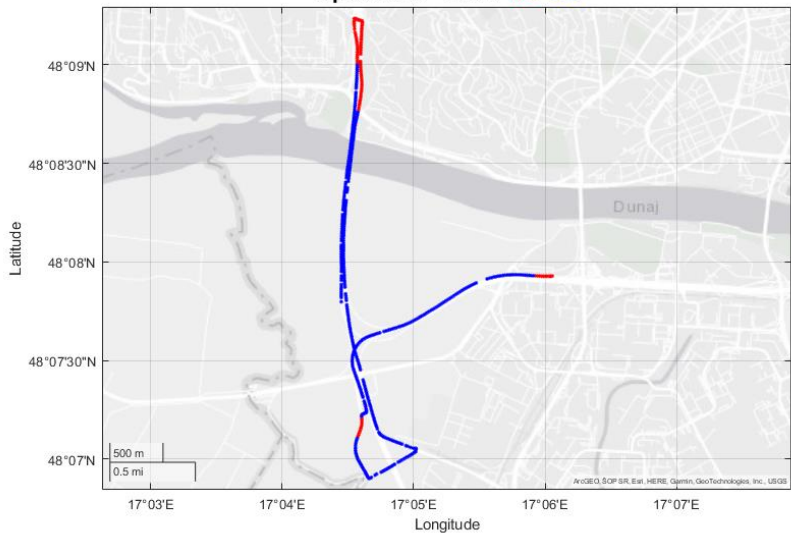 48°09'N
48°08'30"N
48°08'N
48°07'30"N
48°07'N
Latitude
Dunaj
500 m
0.5 mi
ArcGEO, ŠOP SR, Esri, HERE, Garmin, GeoTechnologies, Inc., USGS
17°03'E
17°04'E
17°05'E
17°06'E
17°07'E
Longitude